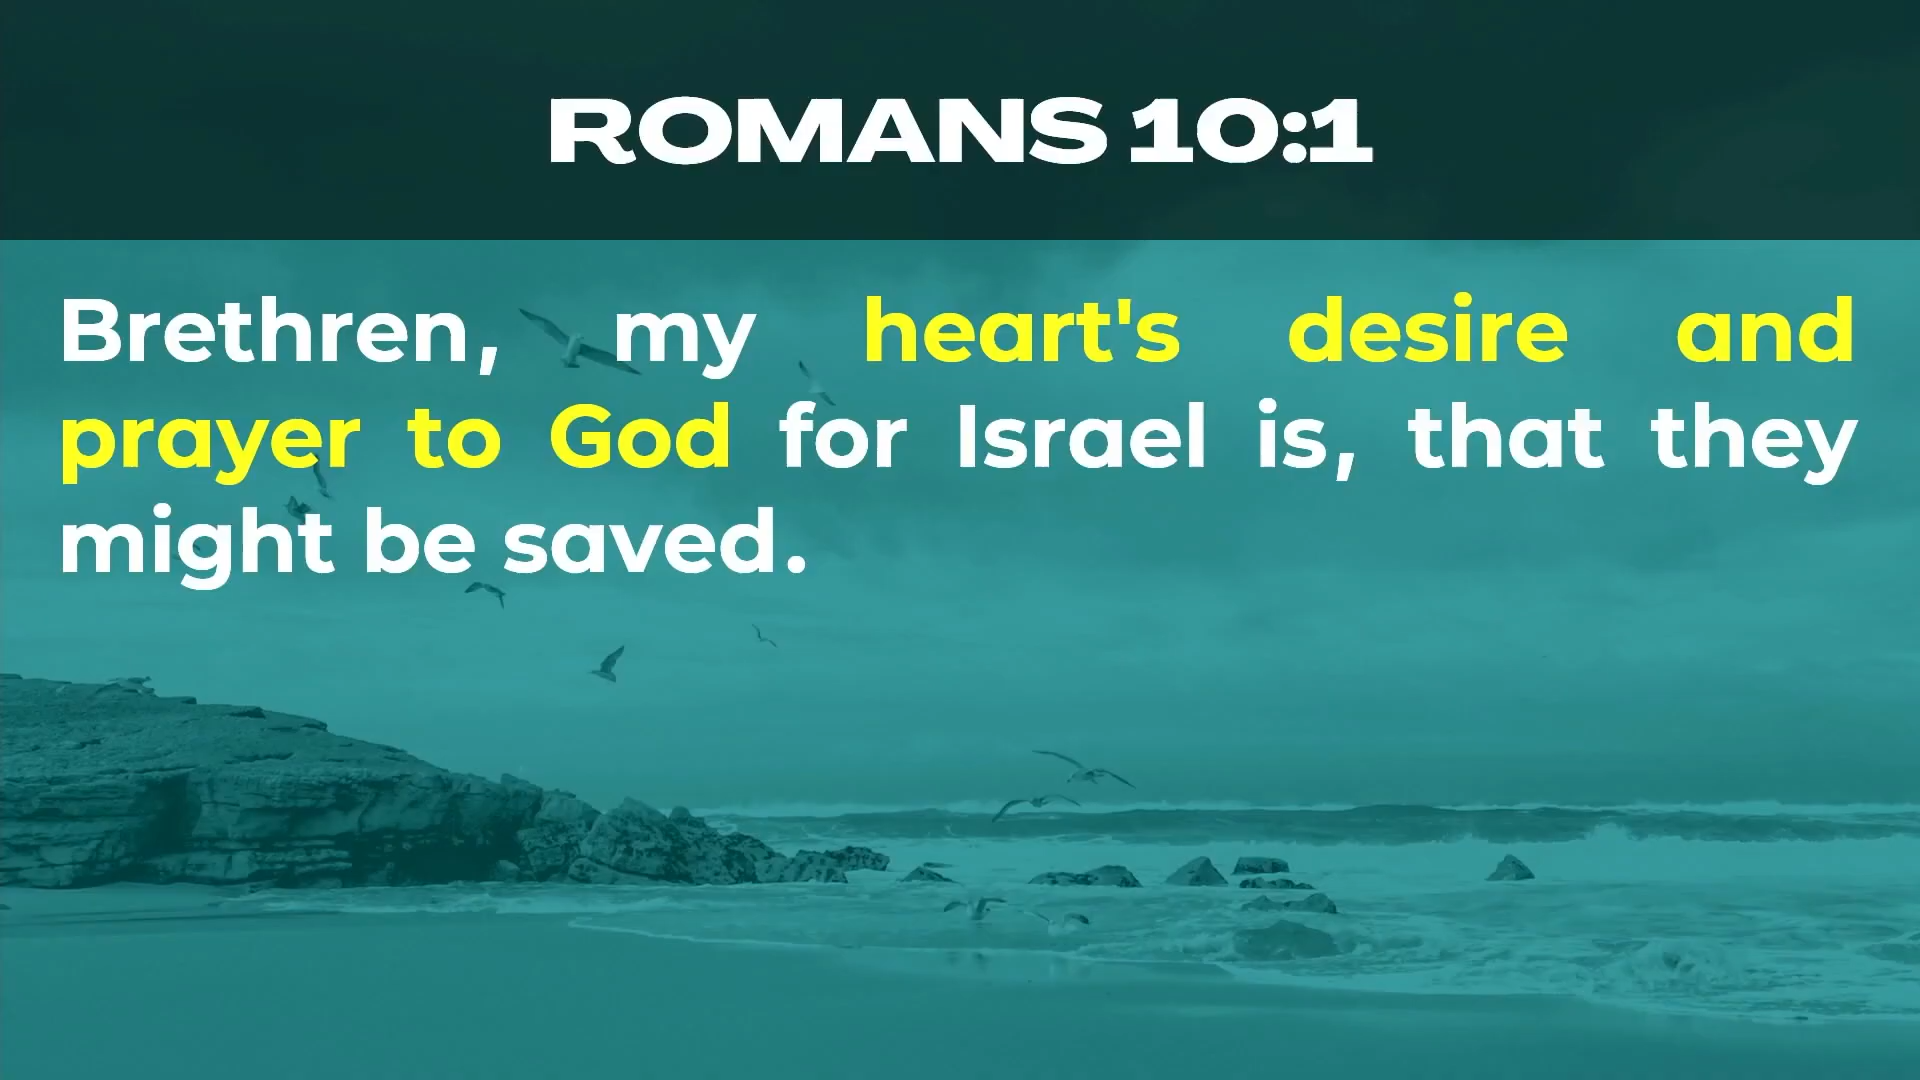 ROMANS 10:1
Brethren, my heart's desire and
prayer to God for Israel is, that they
might be saved.